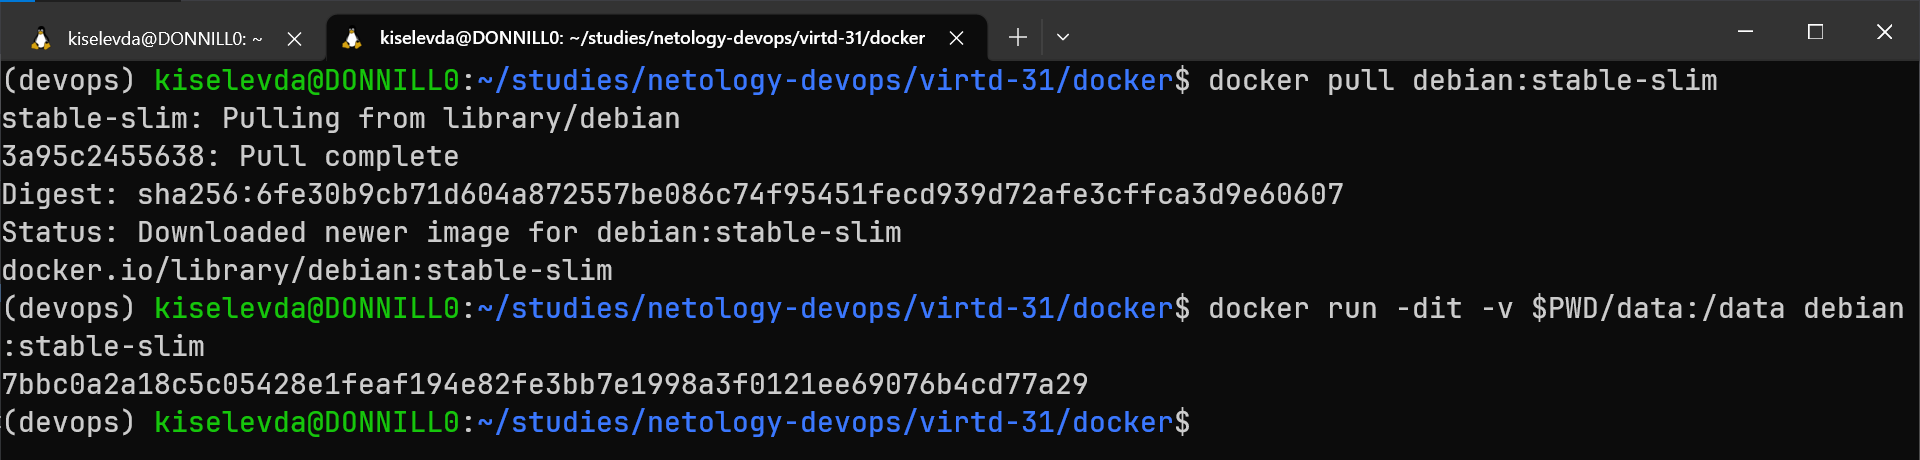 kiselevda@DONNILL0: ~
kiselevda@DONNILL0: ~/studies/netology-devops/virtd-31/docker
(devops) kiselevda@DONNILL0:~/studies/netology-devops/virtd-31/docker$ docker pull debian:stable-slim
stable-slim: Pulling from library/debian
3a95c2455638: Pull complete
Digest: sha256:6fe30b9cb71d604a872557be086c74f95451fecd939d72afe3cffca3d9e60607
Status: Downloaded newer image for debian:stable-slim
docker.io/library/debian:stable-slim
(devops) kiselevda@DONNILL0:~/studies/netology-devops/virtd-31/docker$ docker run -dit -v $PWD/data:/data debian
:stable-slim
7bbc0a2a18c5c05428e1feaf194e82fe3bb7e1998a3f0121ee69076b4cd77a29
(devops) kiselevda@DONNILL0:~/studies/netology-devops/virtd-31/docker$